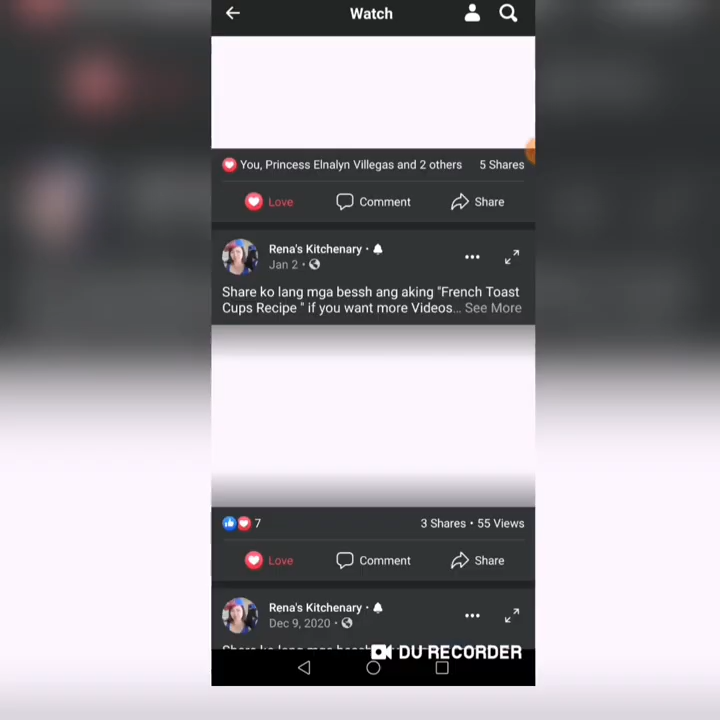 Watch
You, Princess Elnalyn Villegas and 2 others 5 Shares
Love Comment Share
Rena's Kitchenary ·
Jan 2 ·
Share ko lang mga bessh ang aking "French Toast
Cups Recipe " if you want more Videos... See More
7 3 Shares • 55 Views
Love Comment Share
Rena's Kitchenary ·
Dec 9, 2020 ·
DU RECORDER